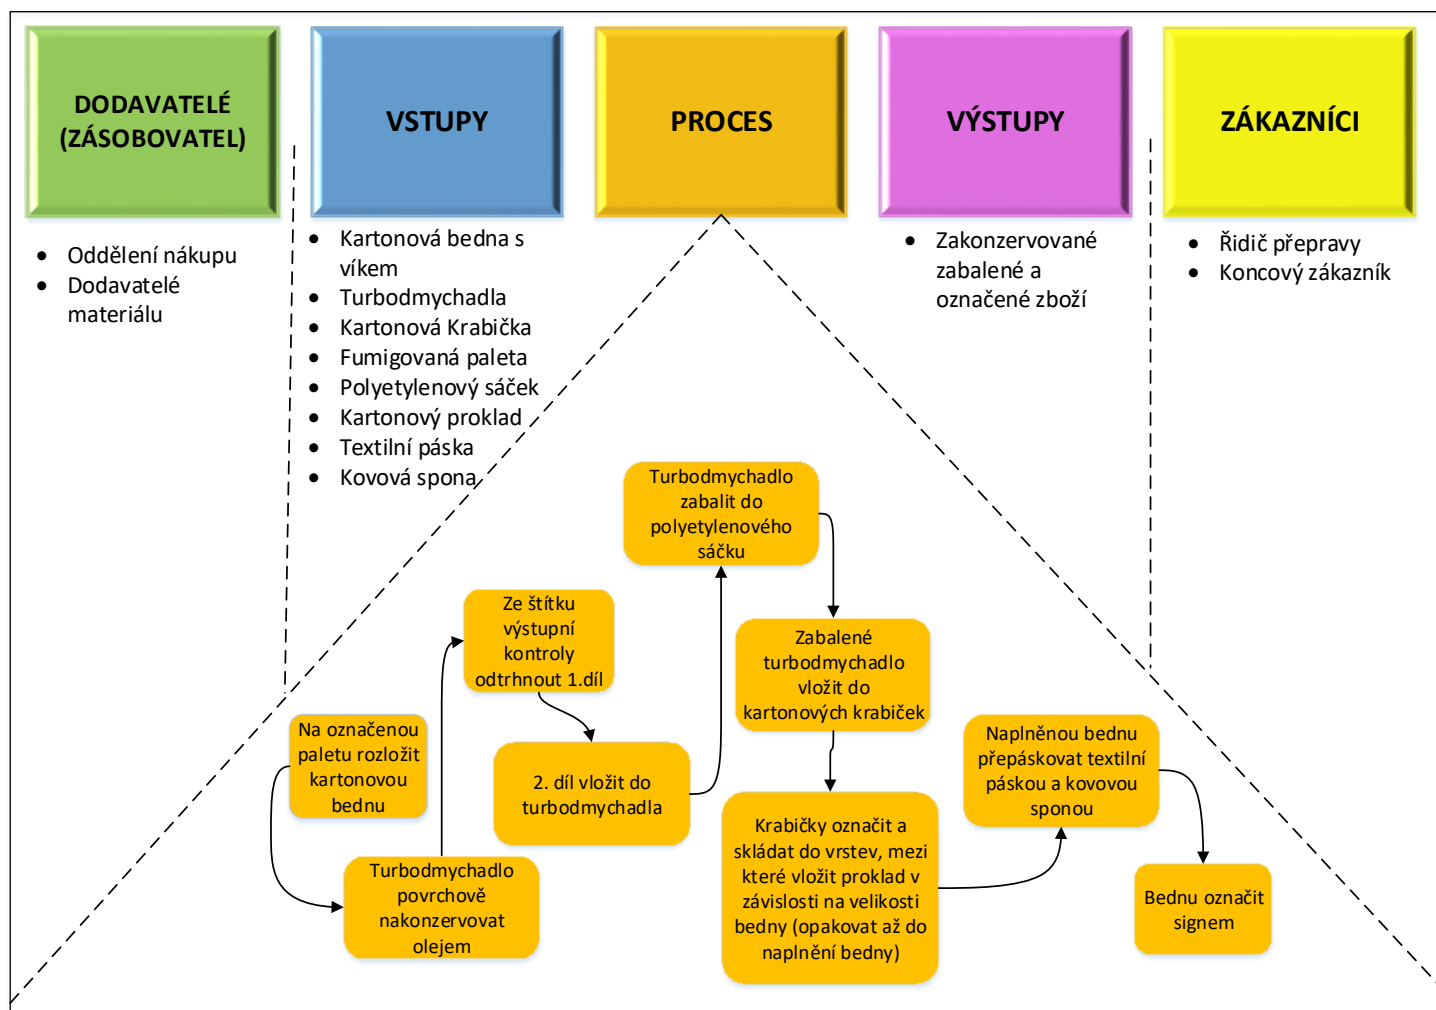 DODAVATELÉ
(ZÁSOBOVATEL)
VSTUPY
PROCES
VÝSTUPY
ZÁKAZNÍCI
• Oddělení nákupu
• Dodavatelé
materiálu
• Kartonová bedna s
víkem
• Turbodmychadla
• Kartonová Krabička
• Fumigovaná paleta
• Polyetylenový sáček
• Kartonový proklad
• Textilní páska
• Kovová spona
• Zakonzervované
zabalené a
označené zboží
• Řidič přepravy
• Koncový zákazník
Na označenou
paletu rozložit
kartonovou
bednu
Turbodmychadlo
povrchově
nakonzervovat
olejem
Ze štítku
výstupní
kontroly
odtrhnout 1.díl
2. díl vložit do
turbodmychadla
Turbodmychadlo
zabalit do
polyetylenového
sáčku
Zabalené
turbodmychadlo
vložit do
kartonových krabiček
Krabičky označit a
skládat do vrstev, mezi
které vložit proklad v
závislosti na velikosti
bedny (opakovat až do
naplnění bedny)
Naplněnou bednu
přepáskovat textilní
páskou a kovovou
sponou
Bednu označit
signem